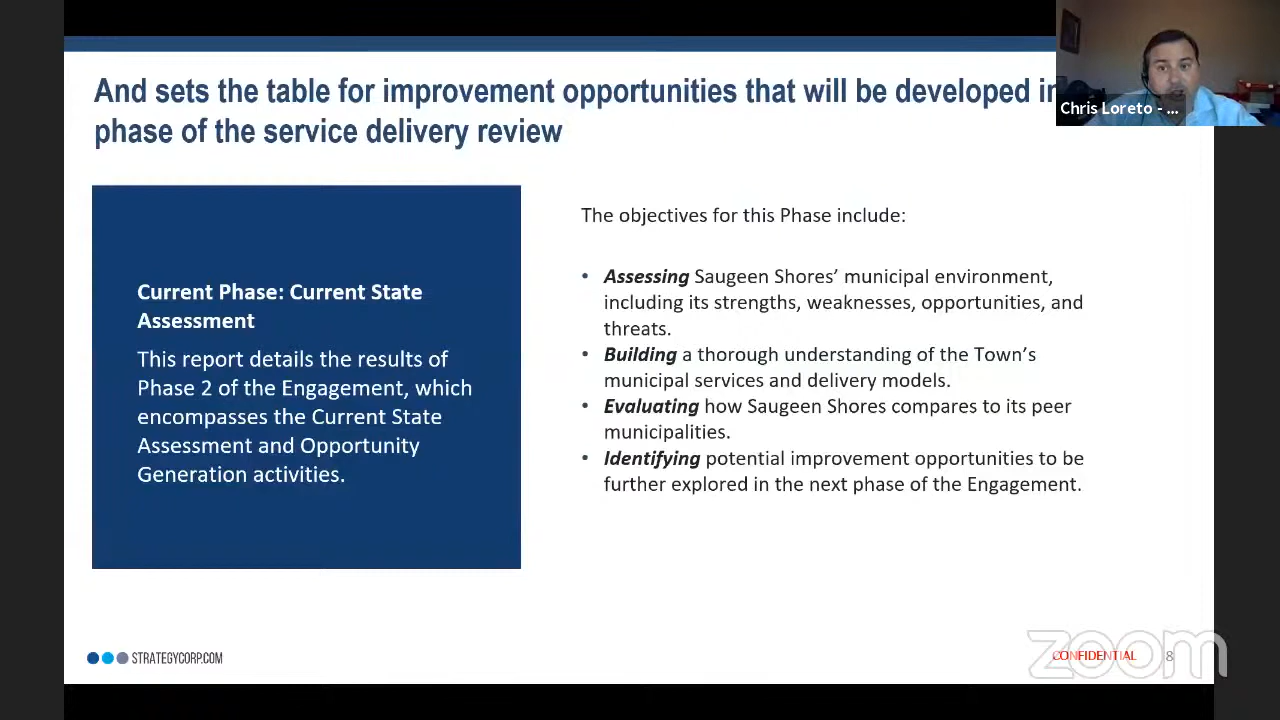 And sets the table for improvement opportunities that will be developed in
phase of the service delivery review
Chris Loreto - ...
Current Phase: Current State
Assessment
This report details the results of
Phase 2 of the Engagement, which
encompasses the Current State
Assessment and Opportunity
Generation activities.
The objectives for this Phase include:
• Assessing Saugeen Shores’ municipal environment,
including its strengths, weaknesses, opportunities, and
threats.
• Building a thorough understanding of the Town’s
municipal services and delivery models.
• Evaluating how Saugeen Shores compares to its peer
municipalities.
• Identifying potential improvement opportunities to be
further explored in the next phase of the Engagement.
STRATEGYCORP.COM
CONFIDENTIAL 8
zoom